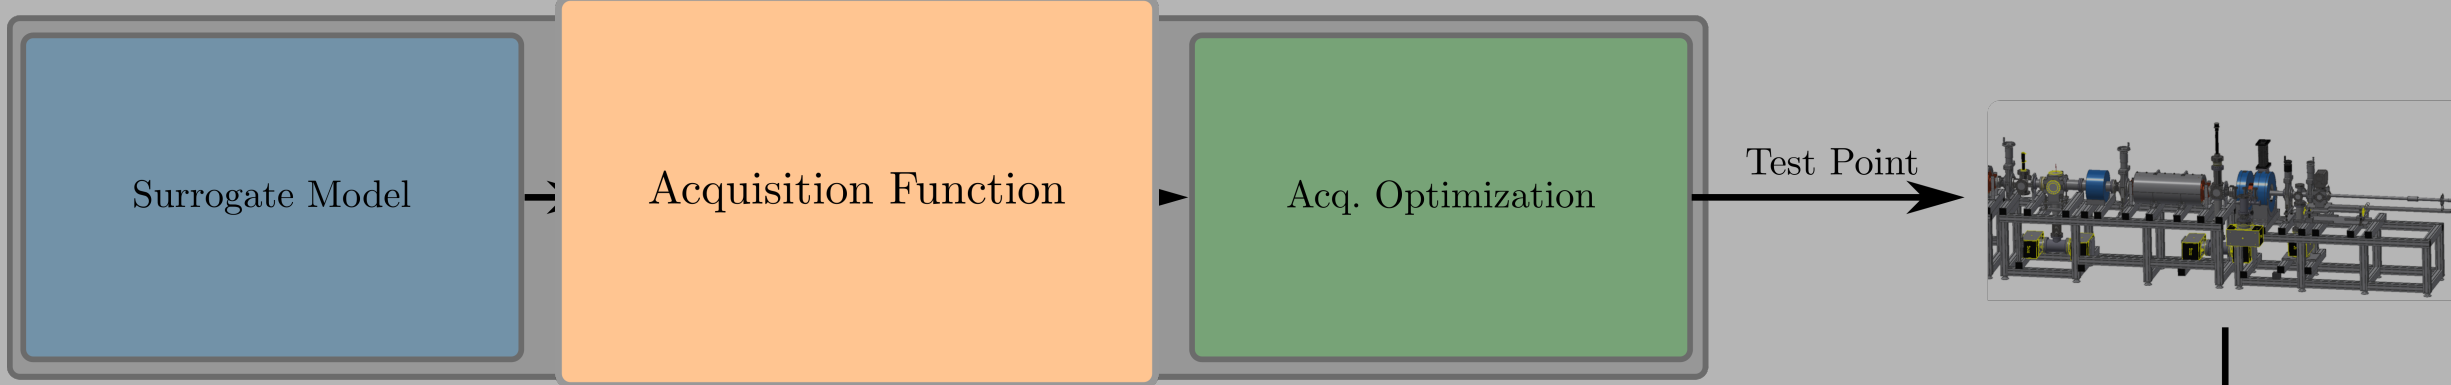 Surrogate Model
Acquisition Function
Acq. Optimization
Test Point